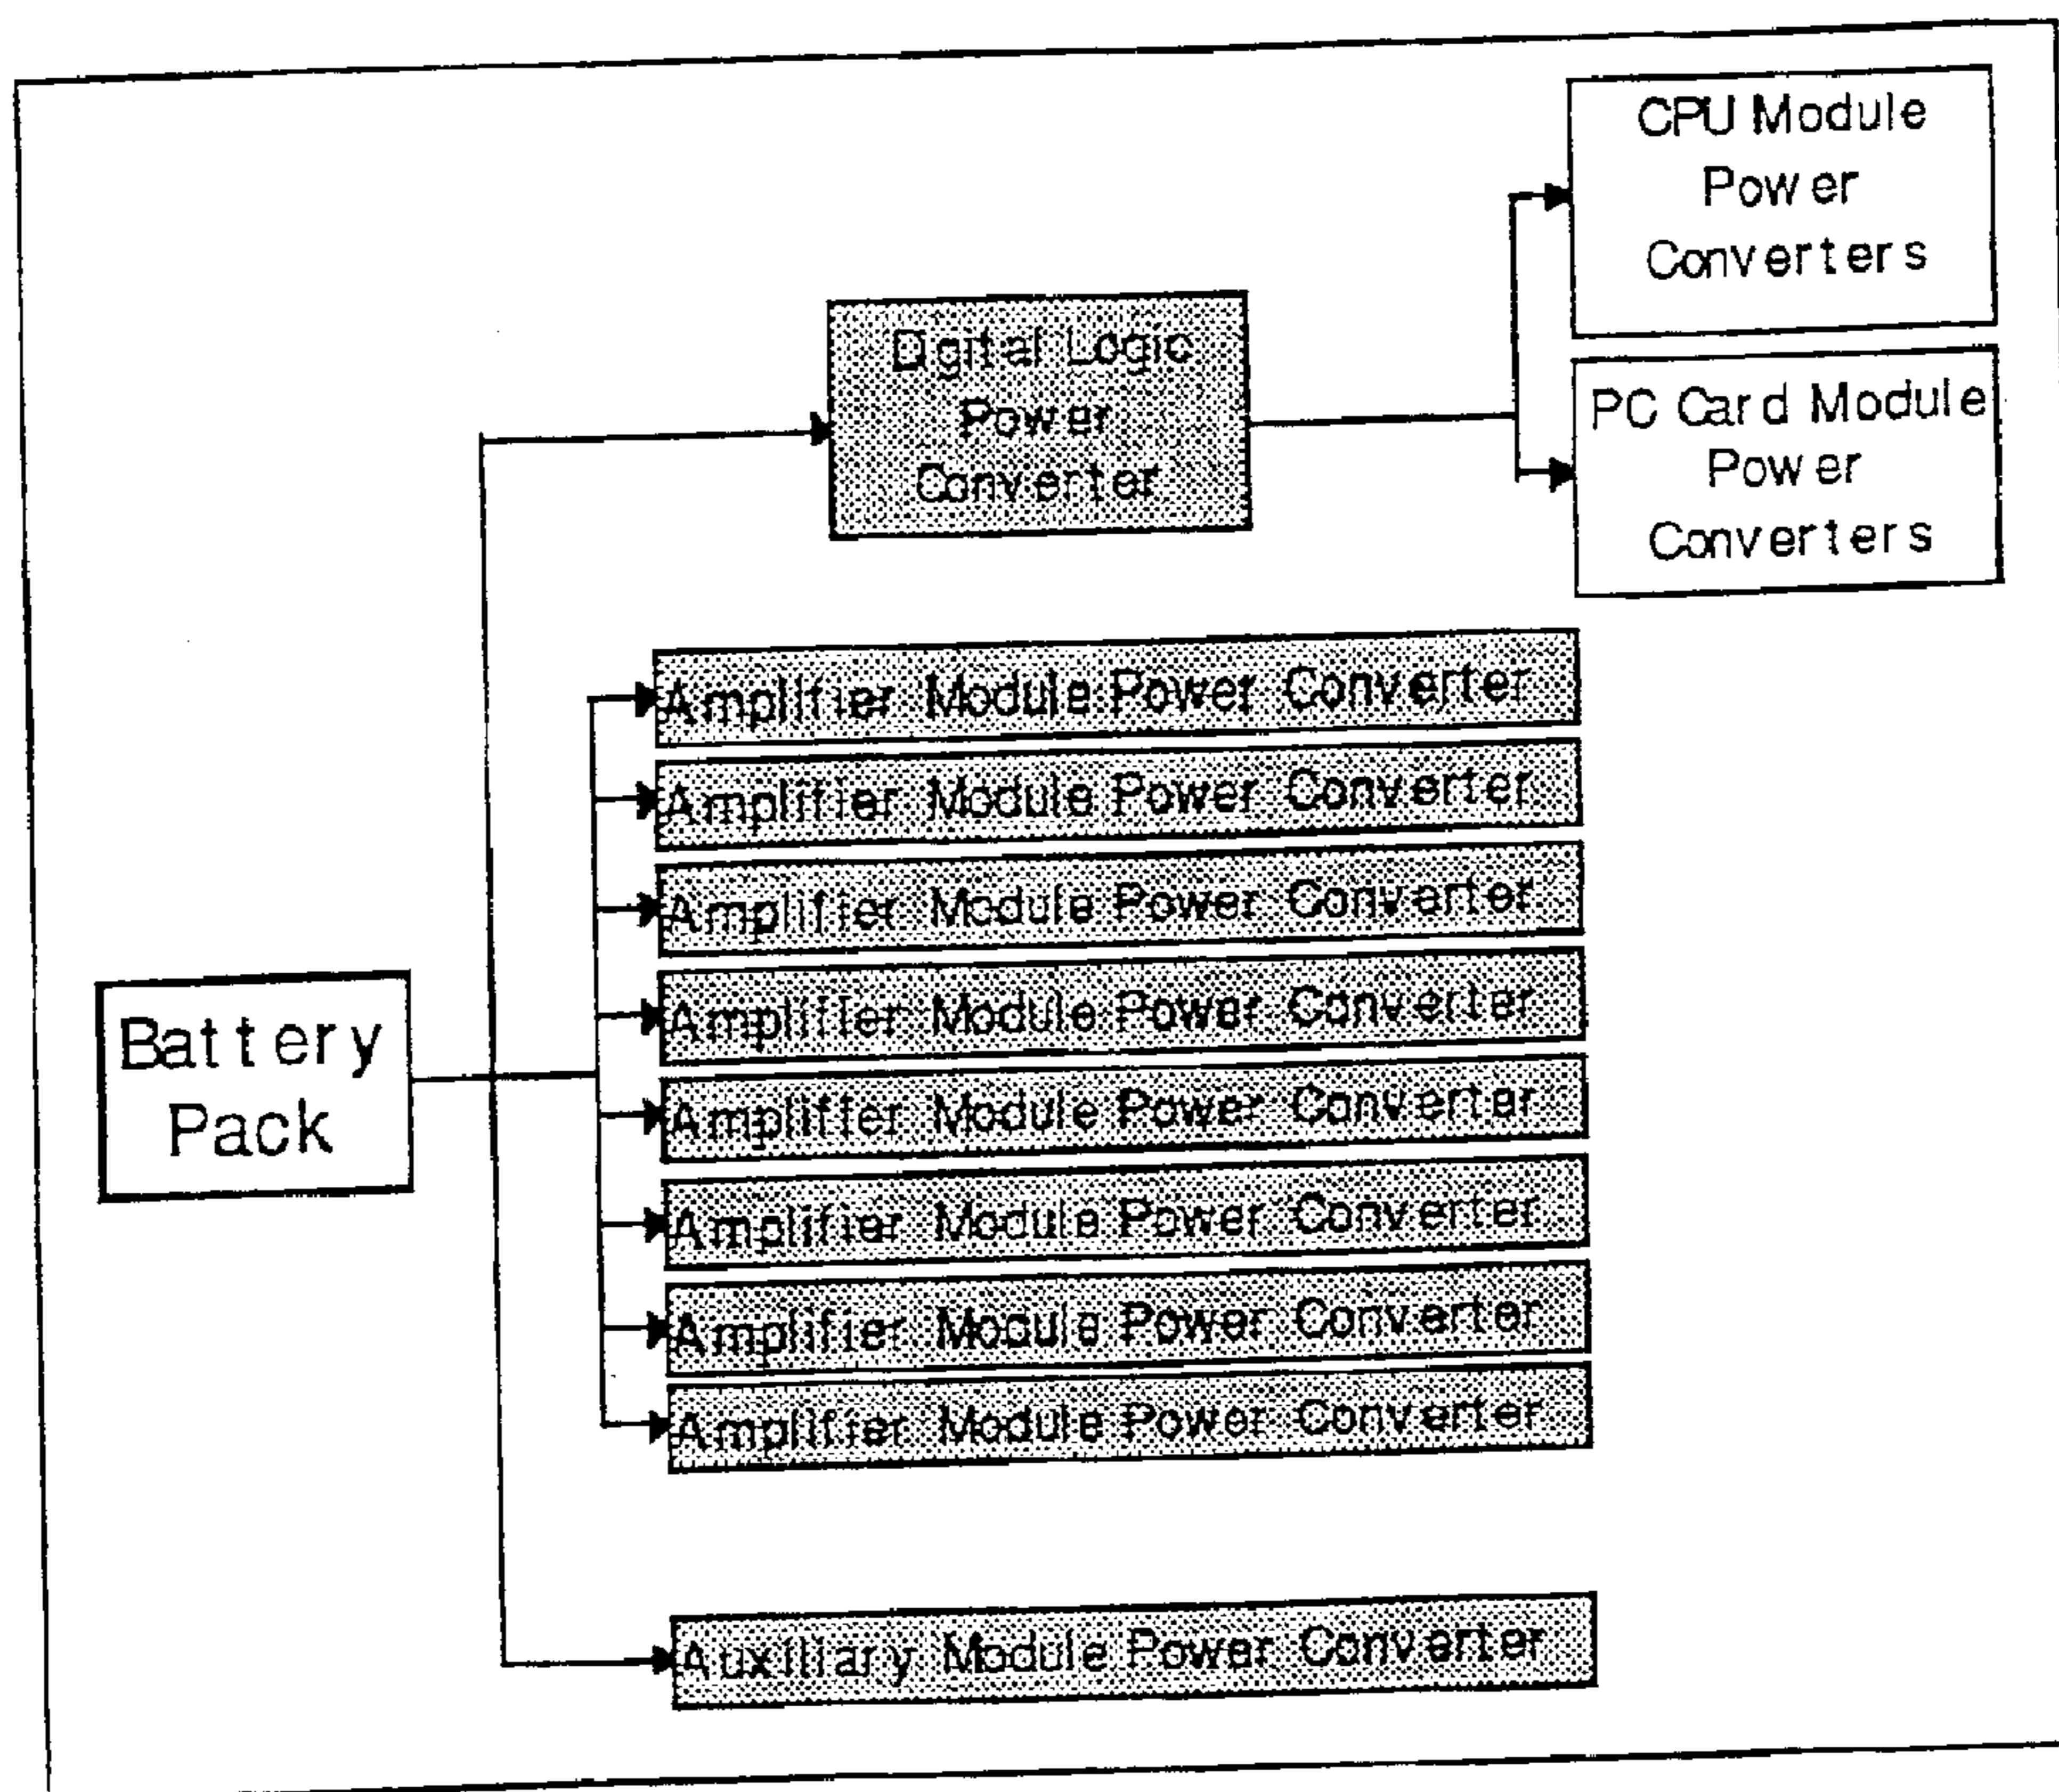 CPU Module
Power
Converters
Digital Logic
Power
Converter
PC Card Module
Power
Converters
Amplifier Module Power Converter
Amplifier Module Power Converter
Amplifier Module Power Converter
Amplifier Module Power Converter
Amplifier Module Power Converter
Amplifier Module Power Converter
Amplifier Module Power Converter
Amplifier Module Power Converter
Battery
Pack
Auxiliary Module Power Converter